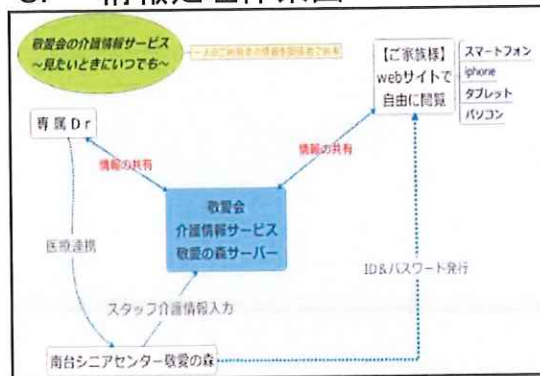 敬愛会の介護情報サービス
～見たいときにいつでも～
【ご家族様】
webサイトで
自由に閲覧
スマートフォン
iphone
タブレット
パソコン
専属Dr
情報の共有
情報の共有
敬愛会
介護情報サービス
敬愛の森サーバー
医療連携
ID&パスワード発行
スタッフ介護情報入力
南台シニアセンター敬愛の森